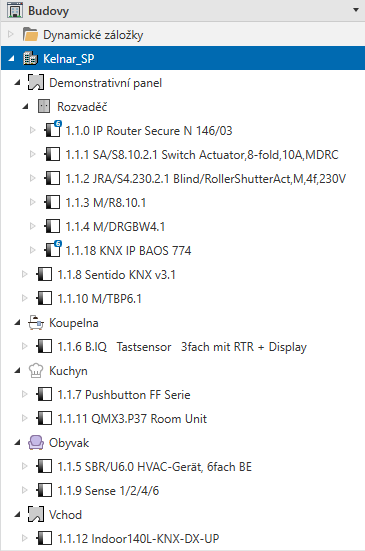 Budovy
Dynamické záložky
Kelnar_SP
Demonstrativní panel
Rozvaděč
1.1.0 IP Router Secure N 146/03
1.1.1 SA/S8.10.2.1 Switch Actuator,8-fold,10A,MDRC
1.1.2 JRA/S4.230.2.1 Blind/RollerShutterAct,M,4f,230V
1.1.3 M/R8.10.1
1.1.4 M/DRGBW4.1
1.1.18 KNX IP BAOS 774
1.1.8 Sentido KNX v3.1
1.1.10 M/TBP6.1
Koupelna
1.1.6 B.IQ Tastsensor 3fach mit RTR + Display
Kuchyn
1.1.7 Pushbutton FF Serie
1.1.11 QMX3.P37 Room Unit
Obyvak
1.1.5 SBR/U6.0 HVAC-Gerät, 6fach BE
1.1.9 Sense 1/2/4/6
Vchod
1.1.12 Indoor140L-KNX-DX-UP